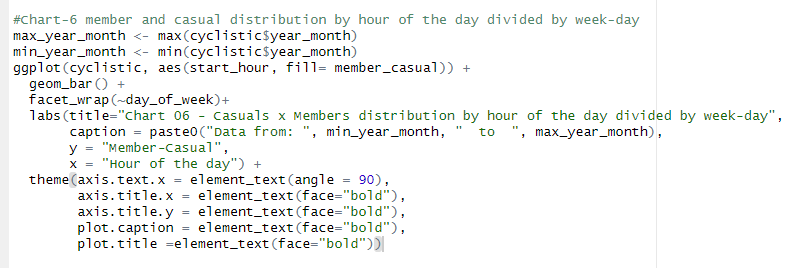 #Chart-6 member and casual distribution by hour of the day divided by week-day
max_year_month <- max(cyclistic$year_month)
min_year_month <- min(cyclistic$year_month)
ggplot(cyclistic, aes(start_hour, fill= member_casual)) +
  geom_bar() +
  facet_wrap(~day_of_week)+
  labs(title="Chart 06 - Casuals x Members distribution by hour of the day divided by week-day",
       caption = paste0("Data from: ", min_year_month, "  to  ", max_year_month),
       y = "Member-Casual",
       x = "Hour of the day") +
  theme(axis.text.x = element_text(angle = 90),
        axis.title.x = element_text(face="bold"),
        axis.title.y = element_text(face="bold"),
        plot.caption = element_text(face="bold"),
        plot.title =element_text(face="bold"))